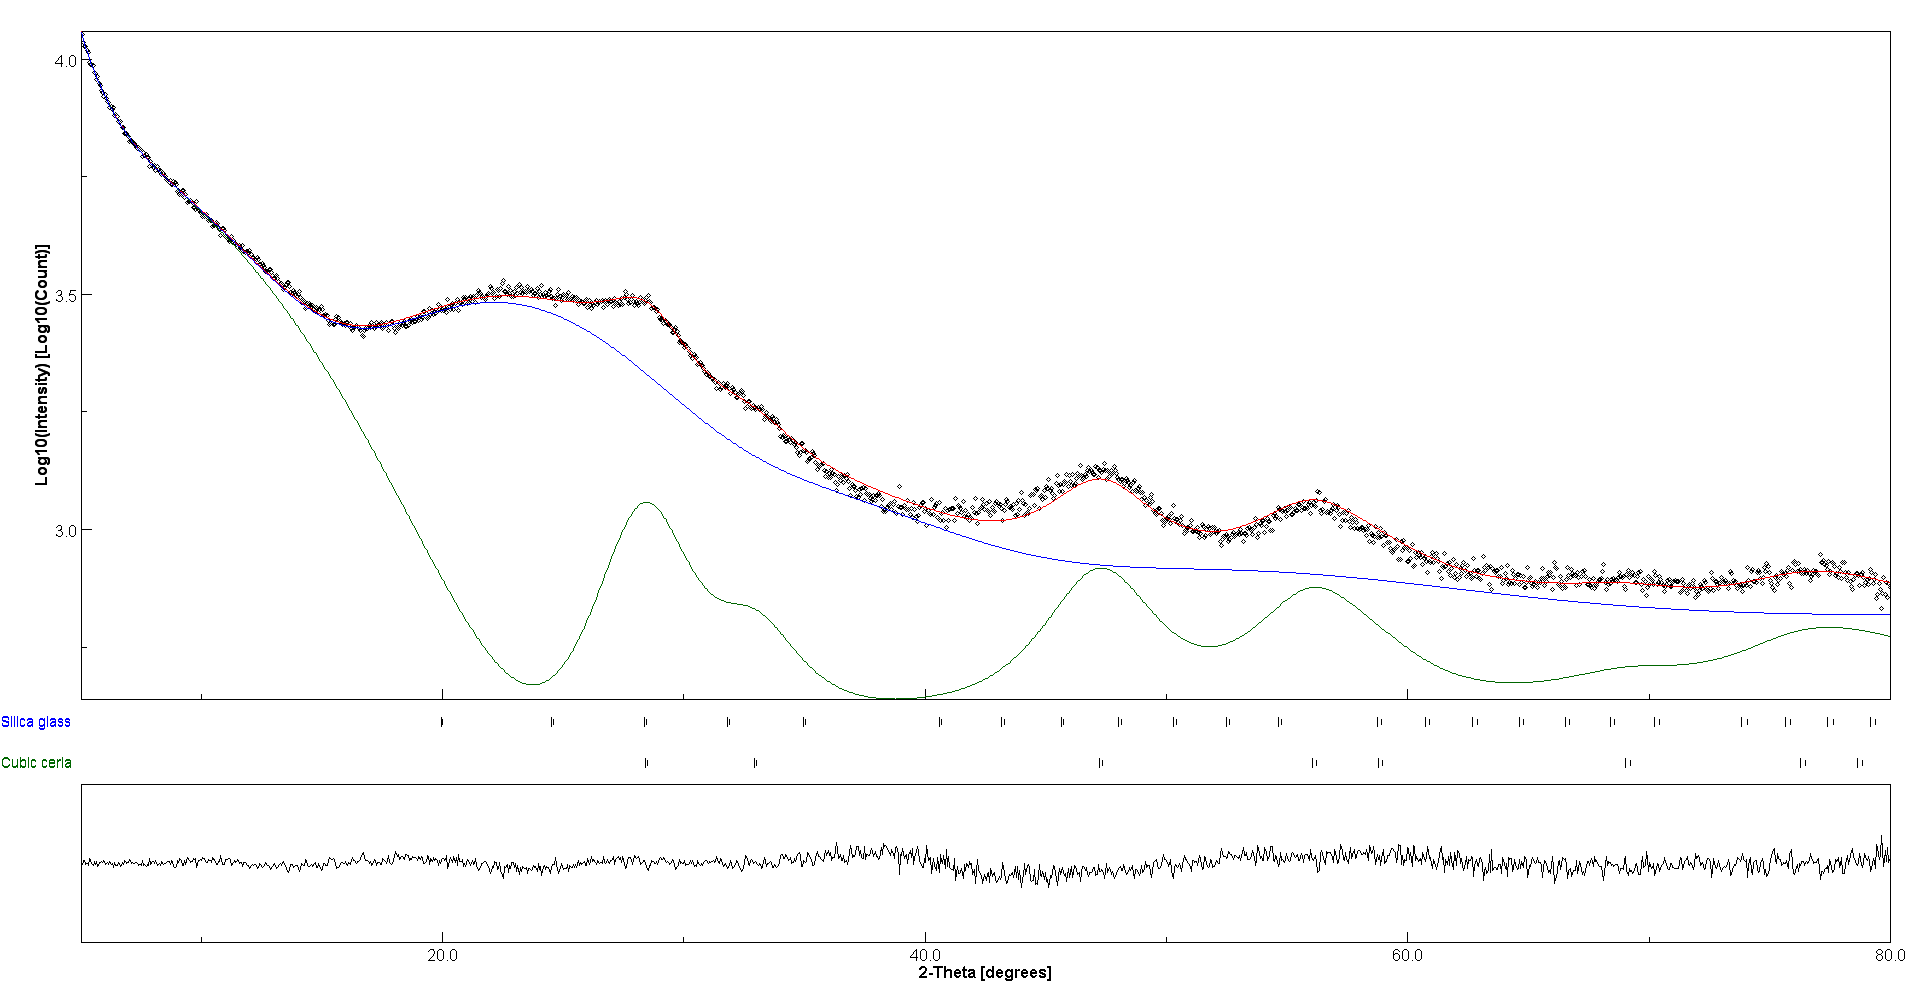 4.0
3.5
3.0
Log10(Intensity) [Log10(Count)]
Silica glass
Cubic ceria
20.0 40.0 60.0 80.0
2-Theta [degrees]